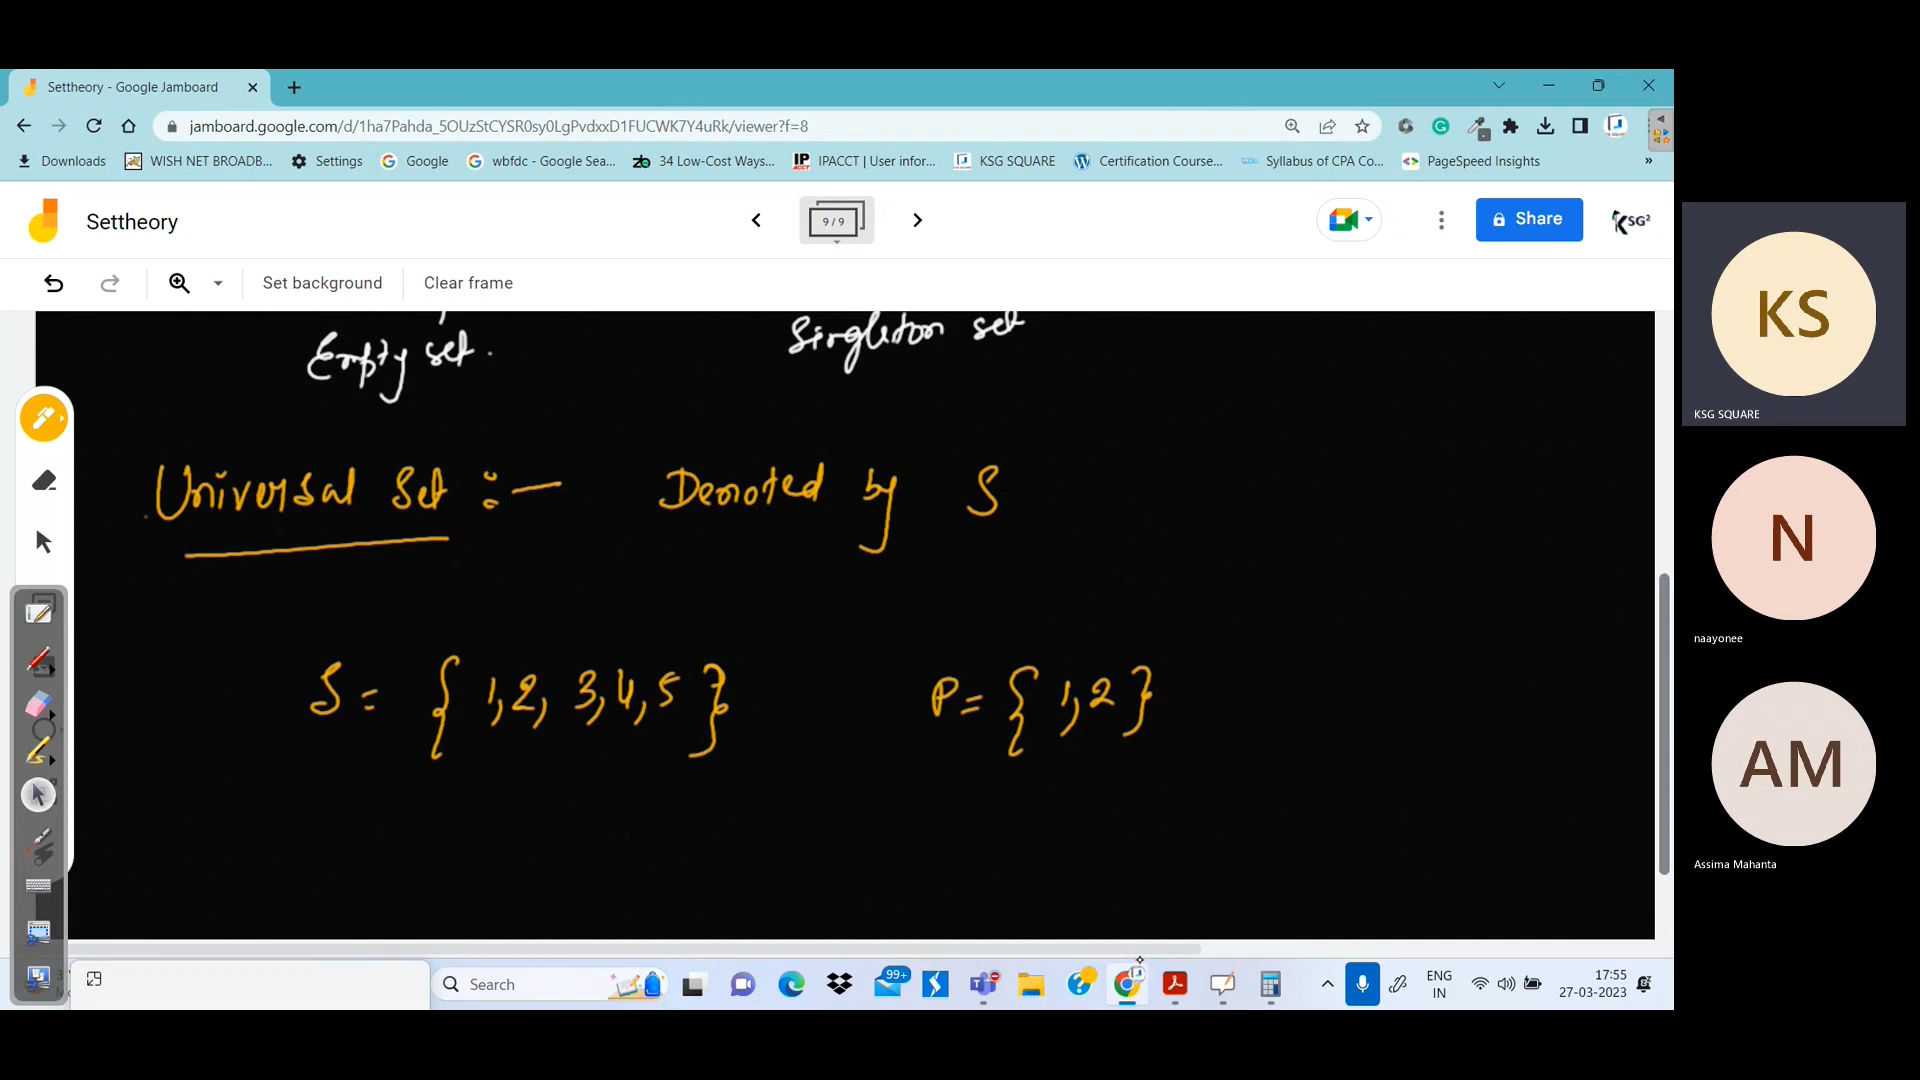 Settheory - Google Jamboard
jamboard.google.com/d/1ha7Pahda_5OUzStCYSR0sy0LgPvdxxD1FUCWK7Y4uRk/viewer?f=8
Downloads WISH NET BROADB... Settings Google wbfdc - Google Sea... 34 Low-Cost Ways... IPACCT | User infor... KSG SQUARE Certification Course... Syllabus of CPA Co... PageSpeed Insights »
Settheory 9 / 9 Share KSG²
Set background Clear frame
Empty set. Singleton set
Universal Set :— Denoted by S
S = { 1,2, 3,4,5 } P = { 1,2 }
KS
KSG SQUARE
N
naayonee
AM
Assima Mahanta
Search 99+ ENG IN 17:55 27-03-2023